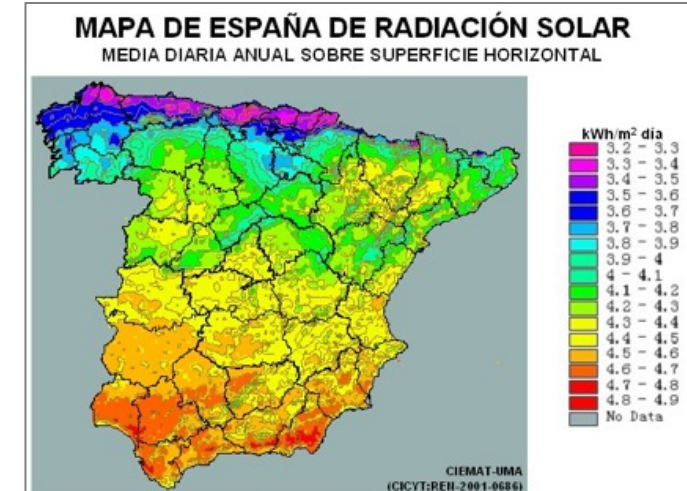 MAPA DE ESPAÑA DE RADIACIÓN SOLAR
MEDIA DIARIA ANUAL SOBRE SUPERFICIE HORIZONTAL
kWh/m² día
3.2 - 3.3
3.3 - 3.4
3.4 - 3.5
3.5 - 3.6
3.6 - 3.7
3.7 - 3.8
3.8 - 3.9
3.9 - 4
4 - 4.1
4.1 - 4.2
4.2 - 4.3
4.3 - 4.4
4.4 - 4.5
4.5 - 4.6
4.6 - 4.7
4.7 - 4.8
4.8 - 4.9
No Data
CIEMAT-UMA
(CICYT:REN-2001-0686)